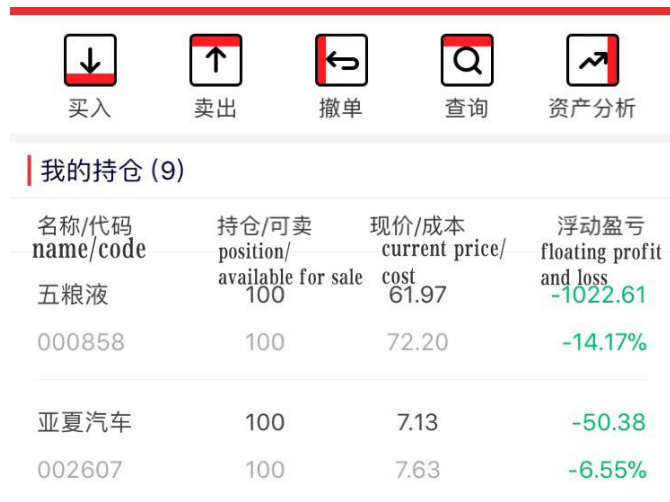 买入 卖出 撤单 查询 资产分析
我的持仓 (9)
名称/代码 持仓/可卖 现价/成本 浮动盈亏
name/code position/ current price/ floating profit
available for sale cost and loss
五粮液 100 61.97 -1022.61
000858 100 72.20 -14.17%
亚夏汽车 100 7.13 -50.38
002607 100 7.63 -6.55%